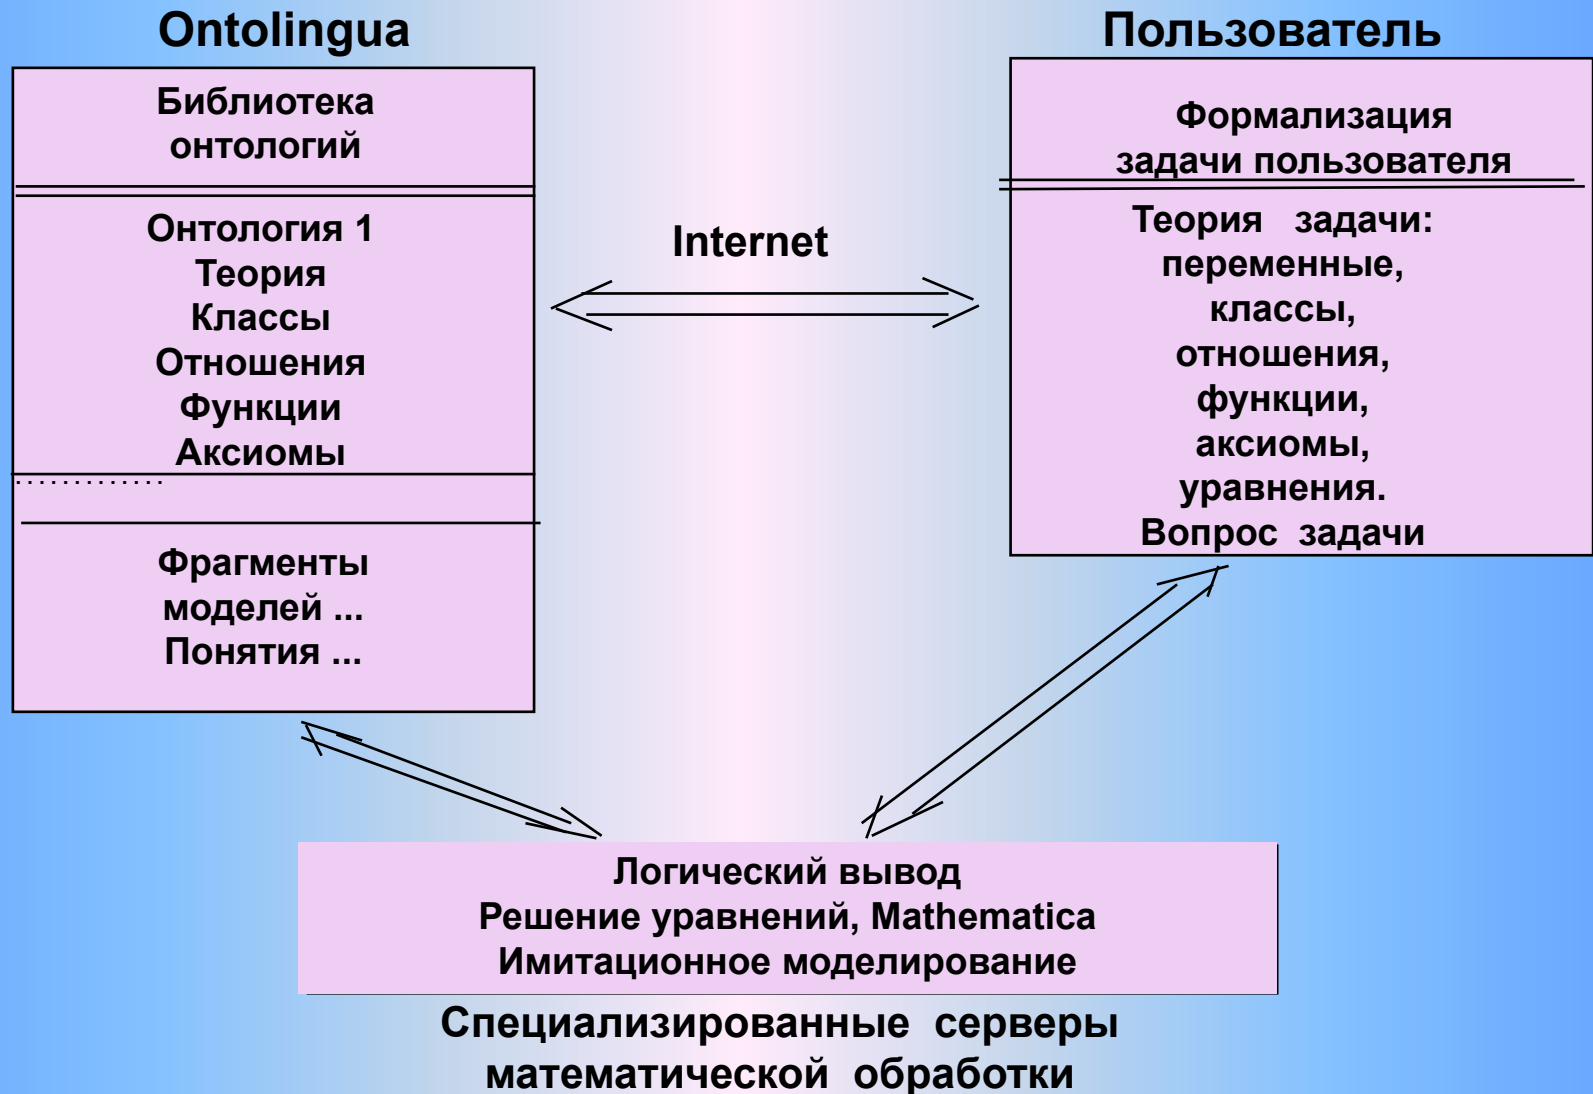 Ontolingua
Библиотека
онтологий
Онтология 1
Теория
Классы
Отношения
Функции
Аксиомы
.............
Фрагменты
моделей ...
Понятия ...
Internet
Пользователь
Формализация
задачи пользователя
Теория задачи:
переменные,
классы,
отношения,
функции,
аксиомы,
уравнения.
Вопрос задачи
Логический вывод
Решение уравнений, Mathematica
Имитационное моделирование
Специализированные серверы
математической обработки